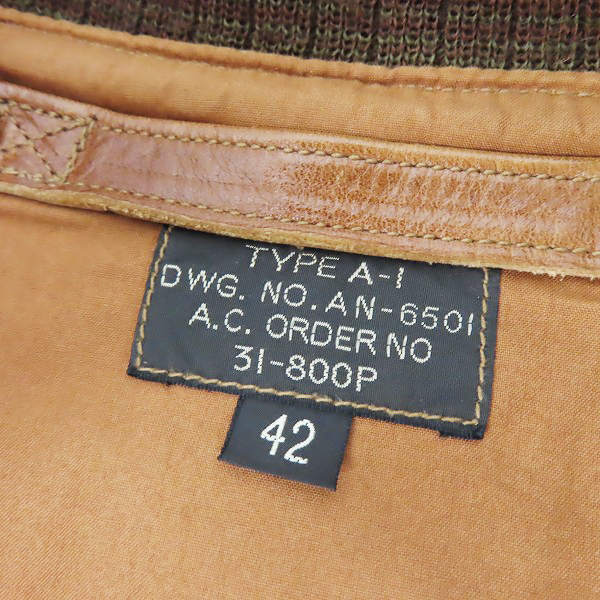 TYPE A-1
DWG. NO. AN-6501
A.C. ORDER NO
31-800P
42